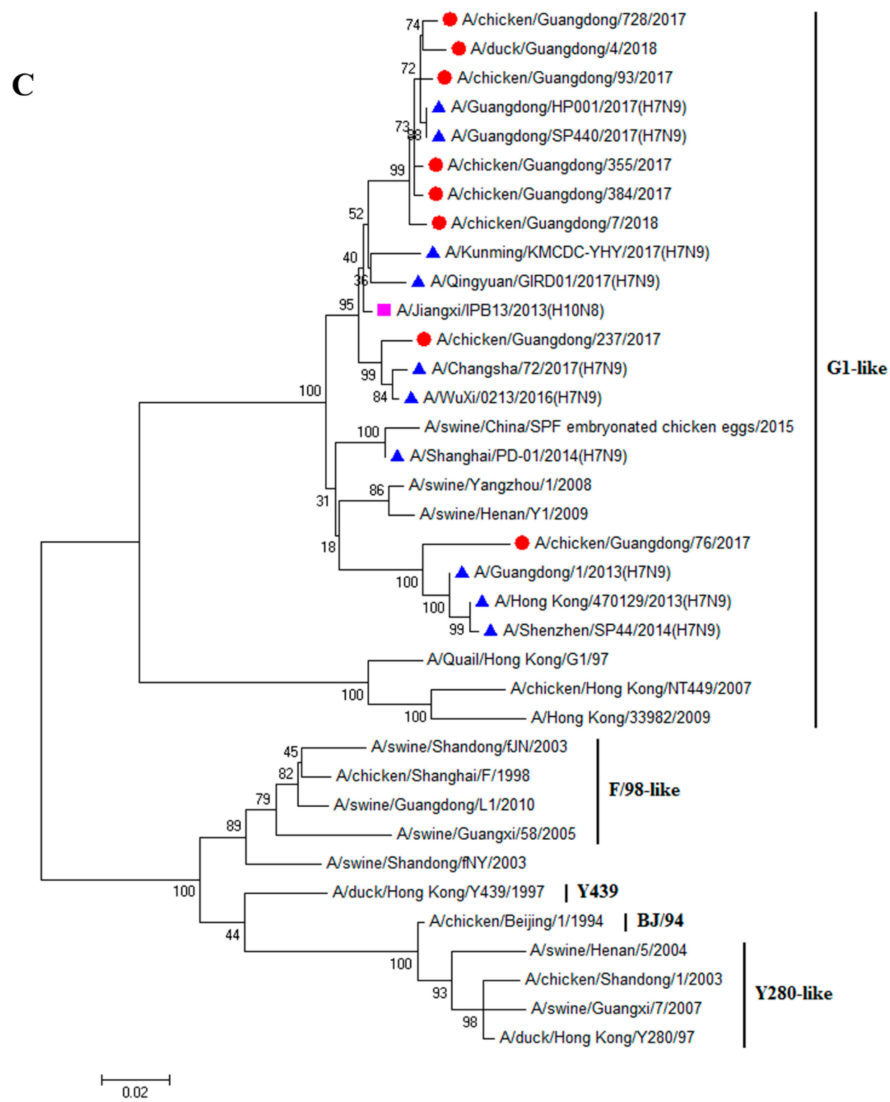 C
A/chicken/Guangdong/728/2017
74
A/duck/Guangdong/4/2018
72
A/chicken/Guangdong/93/2017
A/Guangdong/HP001/2017(H7N9)
73
98
A/Guangdong/SP440/2017(H7N9)
A/chicken/Guangdong/355/2017
99
A/chicken/Guangdong/384/2017
52
A/chicken/Guangdong/7/2018
A/Kunming/KMCDC-YHY/2017(H7N9)
40
36
A/Qingyuan/GIRD01/2017(H7N9)
95
A/Jiangxi/IPB13/2013(H10N8)
A/chicken/Guangdong/237/2017
99
A/Changsha/72/2017(H7N9)
G1-like
100
84
A/WuXi/0213/2016(H7N9)
A/swine/China/SPF embryonated chicken eggs/2015
100
A/Shanghai/PD-01/2014(H7N9)
31
86
A/swine/Yangzhou/1/2008
A/swine/Henan/Y1/2009
18
A/chicken/Guangdong/76/2017
100
A/Guangdong/1/2013(H7N9)
100
A/Hong Kong/470129/2013(H7N9)
99
A/Shenzhen/SP44/2014(H7N9)
A/Quail/Hong Kong/G1/97
100
A/chicken/Hong Kong/NT449/2007
100
A/Hong Kong/33982/2009
45
A/swine/Shandong/fJN/2003
82
A/chicken/Shanghai/F/1998
F/98-like
79
A/swine/Guangdong/L1/2010
89
A/swine/Guangxi/58/2005
A/swine/Shandong/fNY/2003
100
A/duck/Hong Kong/Y439/1997
Y439
44
A/chicken/Beijing/1/1994
BJ/94
A/swine/Henan/5/2004
100
A/chicken/Shandong/1/2003
93
Y280-like
A/swine/Guangxi/7/2007
98
A/duck/Hong Kong/Y280/97
0.02